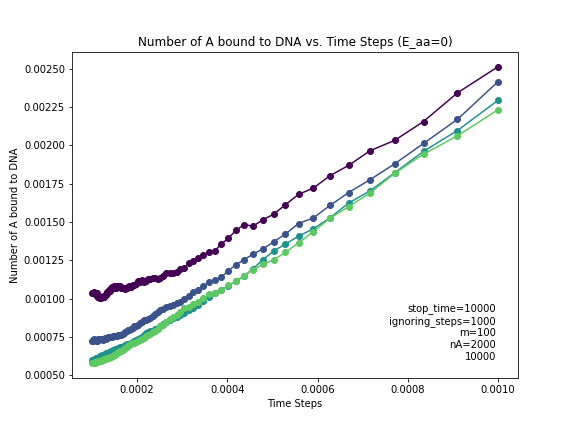 Number of A bound to DNA vs. Time Steps (E_aa=0)
Number of A bound to DNA
0.00250
0.00225
0.00200
0.00175
0.00150
0.00125
0.00100
0.00075
0.00050
stop_time=10000
ignoring_steps=1000
m=100
nA=2000
10000
0.0002 0.0004 0.0006 0.0008 0.0010
Time Steps